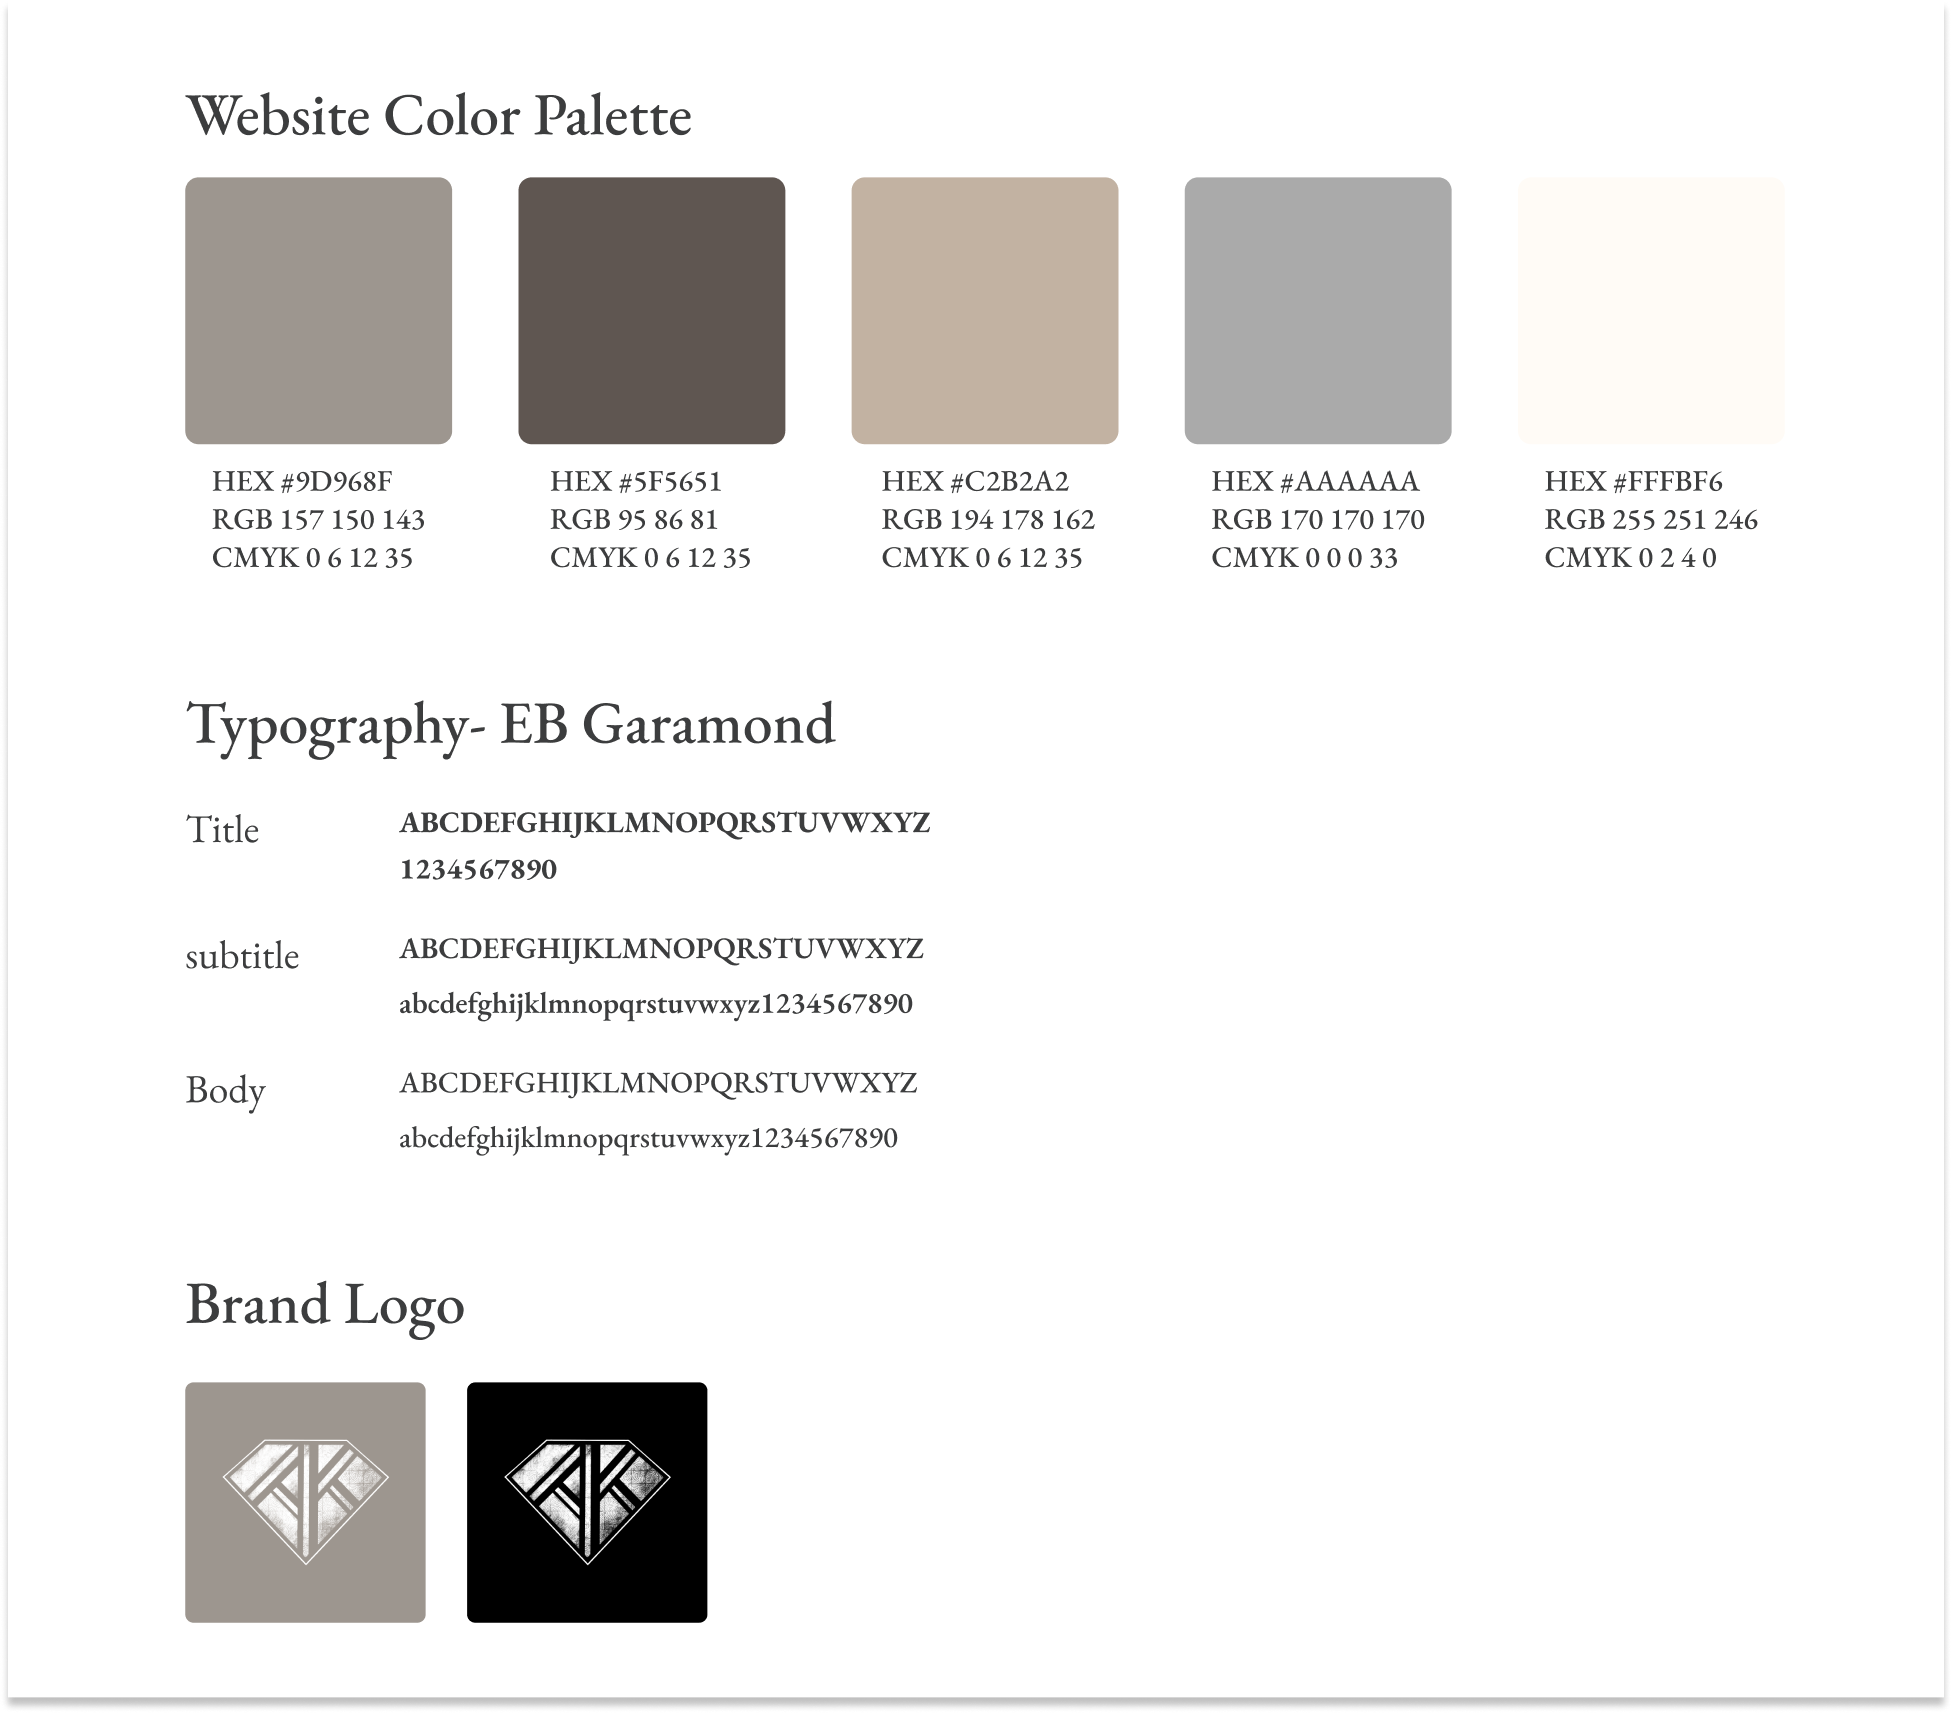 Website Color Palette
HEX #9D968F
RGB 157 150 143
CMYK 0 6 12 35
HEX #5F5651
RGB 95 86 81
CMYK 0 6 12 35
HEX #C2B2A2
RGB 194 178 162
CMYK 0 6 12 35
HEX #AAAAAA
RGB 170 170 170
CMYK 0 0 0 33
HEX #FFFBF6
RGB 255 251 246
CMYK 0 2 4 0
Typography- EB Garamond
Title
ABCDEFGHIJKLMNOPQRSTUVWXYZ
1234567890
subtitle
ABCDEFGHIJKLMNOPQRSTUVWXYZ
abcdefghijklmnopqrstuvwxyz1234567890
Body
ABCDEFGHIJKLMNOPQRSTUVWXYZ
abcdefghijklmnopqrstuvwxyz1234567890
Brand Logo